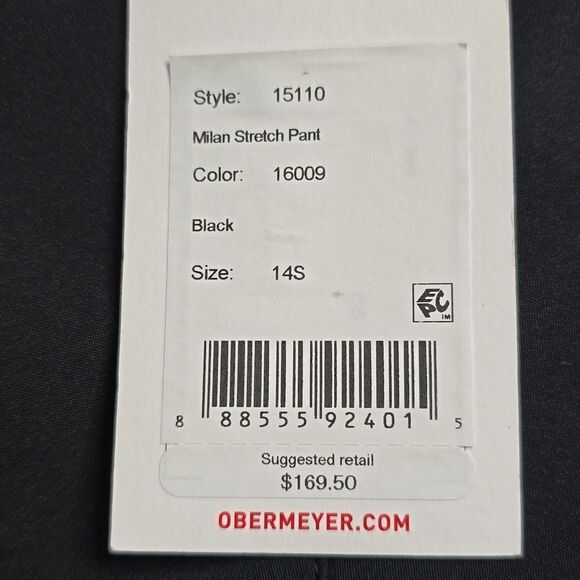 Style: 15110
Milan Stretch Pant
Color: 16009
Black
Size: 14S
EPC
TM
8 88555 92401 5
Suggested retail
$169.50
OBERMEYER.COM